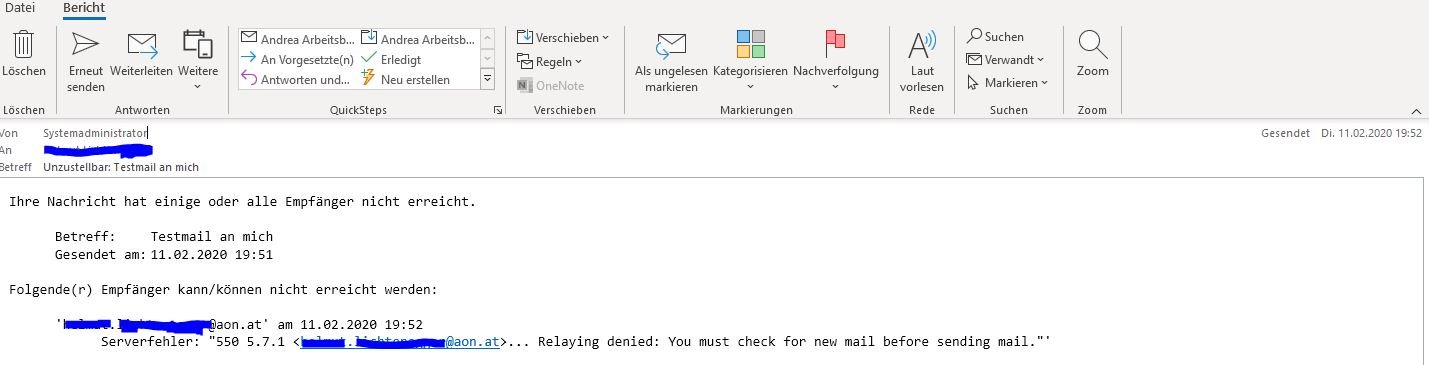 Datei Bericht
Löschen
Erneut senden
Weiterleiten
Weitere
Andrea Arbeitsb...
An Vorgesetzte(n)
Antworten und...
Andrea Arbeitsb...
Erledigt
Neu erstellen
Verschieben
Regeln
OneNote
Als ungelesen markieren
Kategorisieren
Nachverfolgung
Laut vorlesen
Suchen
Verwandt
Markieren
Zoom
Löschen Antworten QuickSteps Verschieben Markierungen Rede Suchen Zoom
Von Systemadministrator Gesendet Di. 11.02.2020 19:52
An
Betreff Unzustellbar: Testmail an mich
Ihre Nachricht hat einige oder alle Empfänger nicht erreicht.
Betreff: Testmail an mich
Gesendet am: 11.02.2020 19:51
Folgende(r) Empfänger kann/können nicht erreicht werden:
@aon.at' am 11.02.2020 19:52
Serverfehler: "550 5.7.1 < @aon.at>... Relaying denied: You must check for new mail before sending mail."'